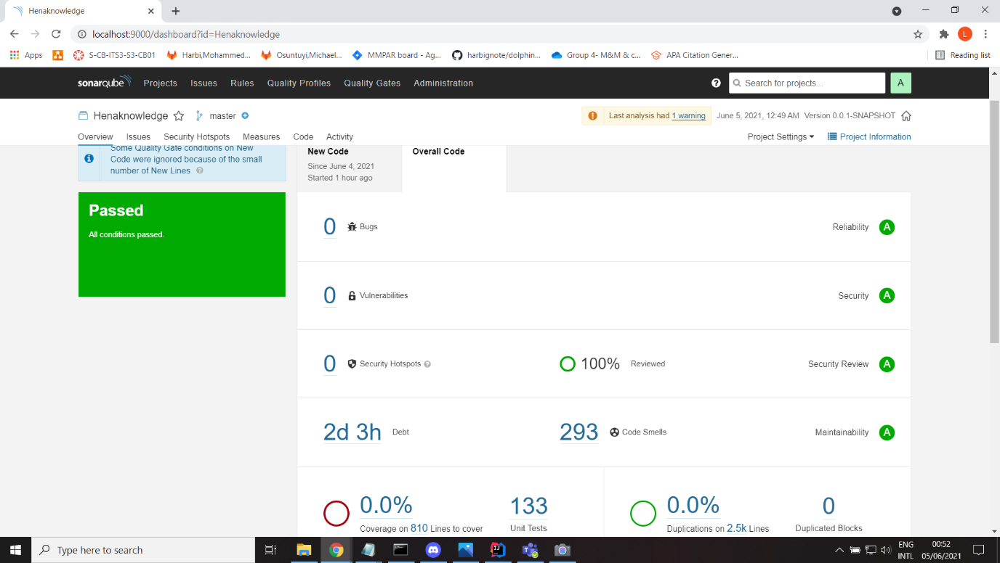 Henaknowledge
localhost:9000/dashboard?id=Henaknowledge
Apps S-CB-ITS3-S3-CB01 Harbi,Mohammed... Osuntuyi,Michael... MMPAR board - Ag... harbignote/dolphin... Group 4- M&M & c... APA Citation Gener... Reading list
sonarqube Projects Issues Rules Quality Profiles Quality Gates Administration Search for projects... A
Henaknowledge master Last analysis had 1 warning June 5, 2021, 12:49 AM Version 0.0.1-SNAPSHOT
Overview Issues Security Hotspots Measures Code Activity Project Settings Project Information
Some Quality Gate conditions on New
Code were ignored because of the small
number of New Lines
New Code
Since June 4, 2021
Started 1 hour ago
Overall Code
Passed
All conditions passed.
0 Bugs Reliability A
0 Vulnerabilities Security A
0 Security Hotspots 100% Reviewed Security Review A
2d 3h Debt 293 Code Smells Maintainability A
0.0% 133 0.0% 0
Coverage on 810 Lines to cover Unit Tests Duplications on 2.5k Lines Duplicated Blocks
Type here to search
ENG
INTL
00:52
05/06/2021
L